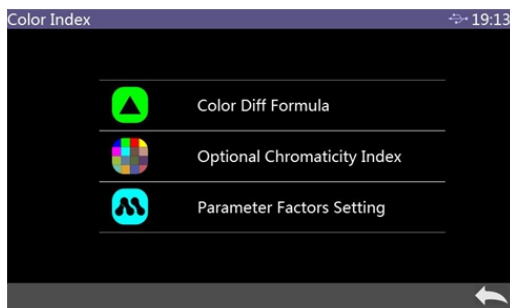 Color Index 19:13
Color Diff Formula
Optional Chromaticity Index
Parameter Factors Setting